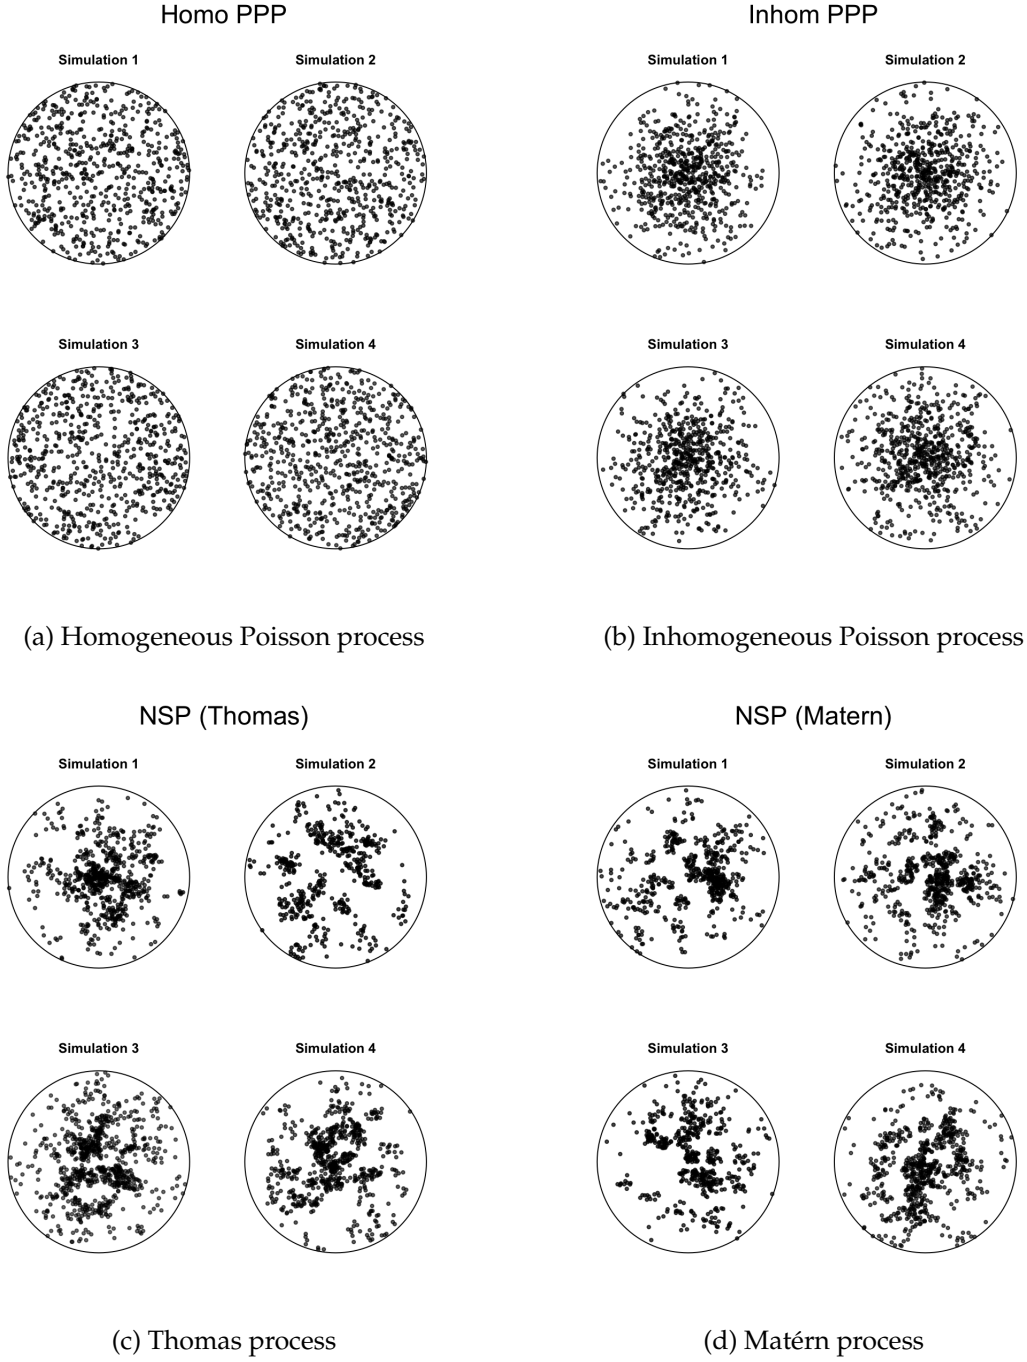 Homo PPP
Simulation 1
Simulation 2
Simulation 3
Simulation 4
(a) Homogeneous Poisson process
Inhom PPP
Simulation 1
Simulation 2
Simulation 3
Simulation 4
(b) Inhomogeneous Poisson process
NSP (Thomas)
Simulation 1
Simulation 2
Simulation 3
Simulation 4
(c) Thomas process
NSP (Matern)
Simulation 1
Simulation 2
Simulation 3
Simulation 4
(d) Matérn process